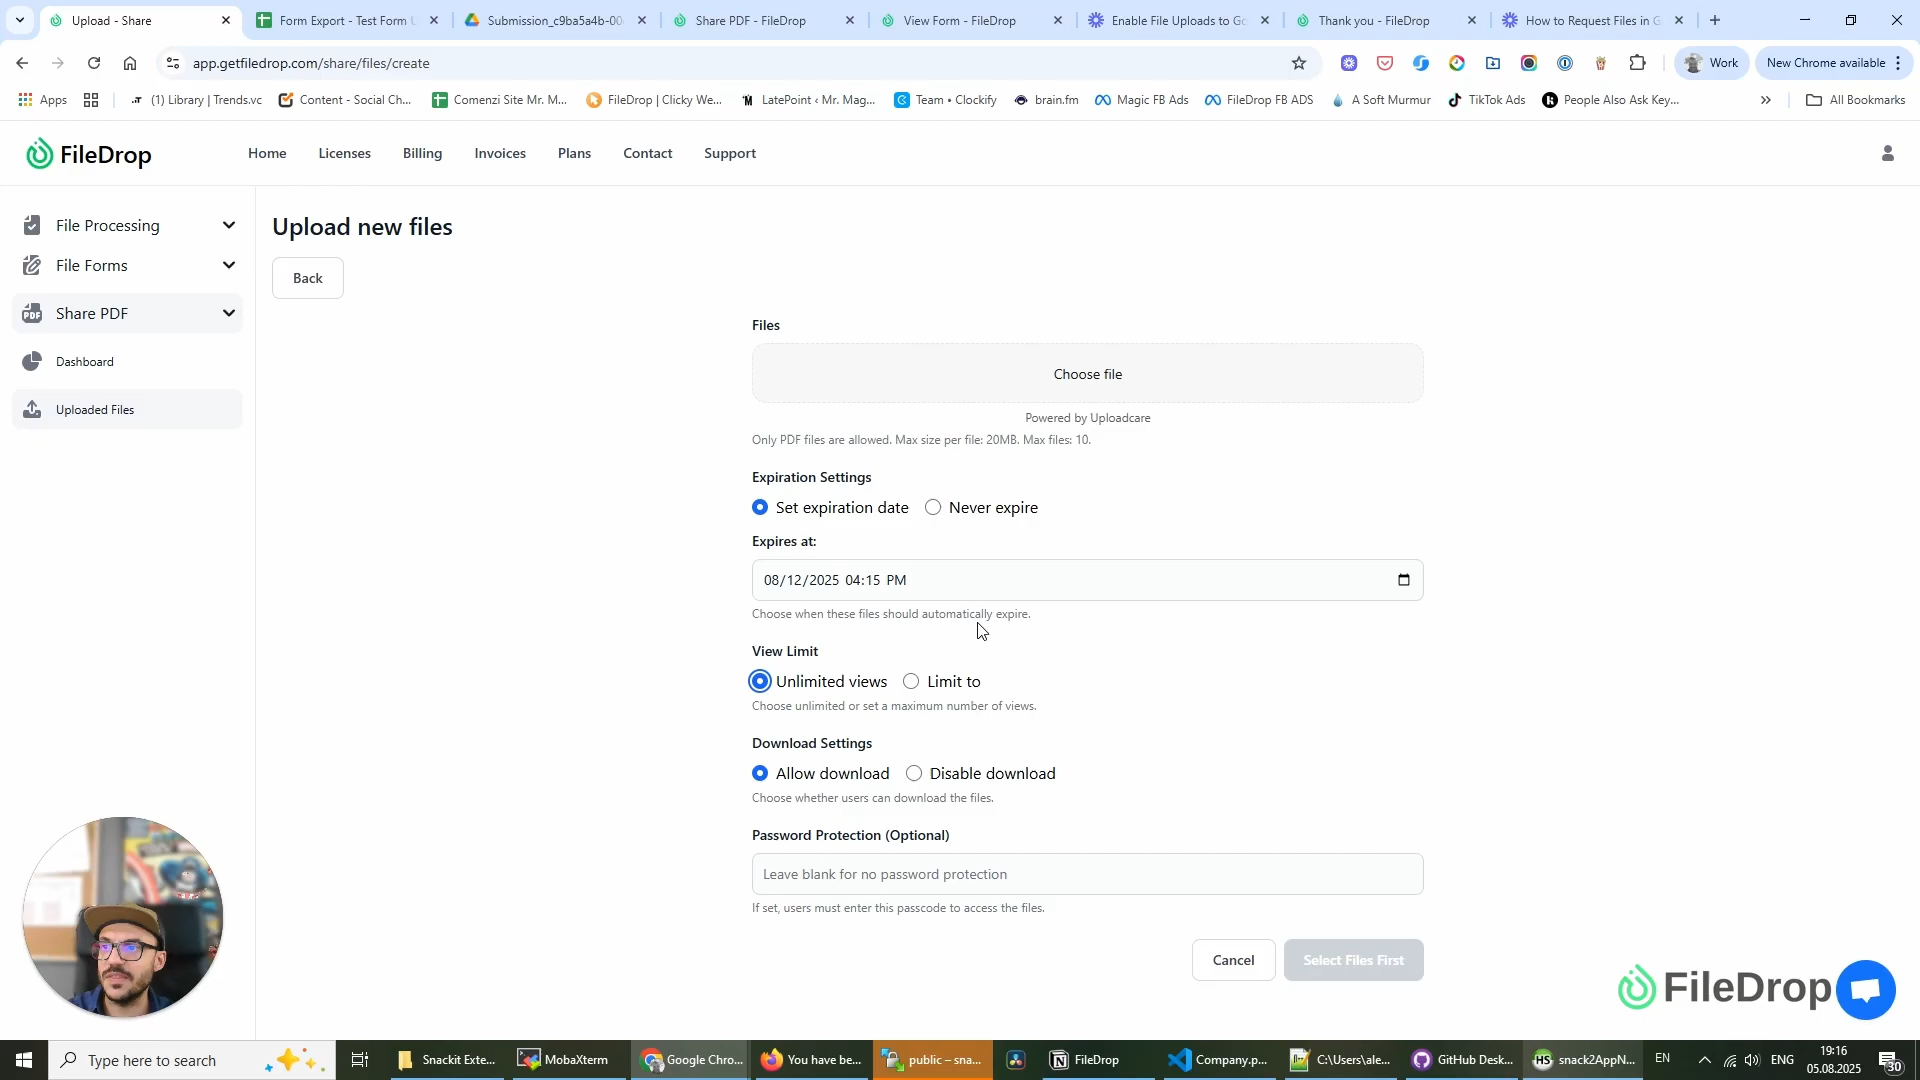 Upload - Share
Form Export - Test Form U
Submission_c9ba5a4b-00
Share PDF - FileDrop
View Form - FileDrop
Enable File Uploads to Go
Thank you - FileDrop
How to Request Files in G
app.getfiledrop.com/share/files/create
Work
New Chrome available
Apps
(1) Library | Trends.vc
Content - Social Ch...
Comenzi Site Mr. M...
FileDrop | Clicky We...
LatePoint ‹ Mr. Mag...
Team • Clockify
brain.fm
Magic FB Ads
FileDrop FB ADS
A Soft Murmur
TikTok Ads
People Also Ask Key...
All Bookmarks
FileDrop
Home
Licenses
Billing
Invoices
Plans
Contact
Support
File Processing
File Forms
PDF
Share PDF
Dashboard
Uploaded Files
Upload new files
Back
Files
Choose file
Powered by Uploadcare
Only PDF files are allowed. Max size per file: 20MB. Max files: 10.
Expiration Settings
Set expiration date
Never expire
Expires at:
08/12/2025 04:15 PM
Choose when these files should automatically expire.
View Limit
Unlimited views
Limit to
Choose unlimited or set a maximum number of views.
Download Settings
Allow download
Disable download
Choose whether users can download the files.
Password Protection (Optional)
Leave blank for no password protection
If set, users must enter this passcode to access the files.
Cancel
Select Files First
FileDrop
Type here to search
Snackit Exte...
MobaXterm
Google Chro...
You have be...
public – sna...
FileDrop
Company.p...
C:\Users\ale...
GitHub Desk...
HS
snack2AppN...
EN
ENG
19:16
05.08.2025
30